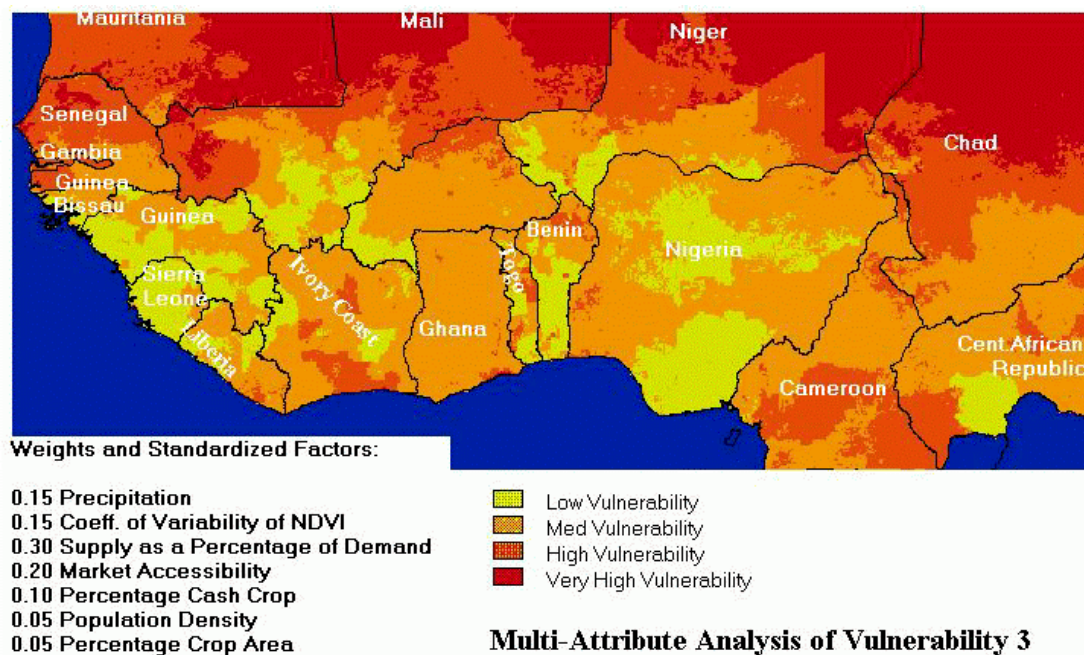 Mauritania
Mali
Niger
Senegal
Gambia
Guinea
Bissau
Guinea
Sierra
Leone
Liberia
Ivory Coast
Ghana
Togo
Benin
Nigeria
Chad
Cameroon
Cent African
Republic
Weights and Standardized Factors:
0.15 Precipitation
0.15 Coeff. of Variability of NDVI
0.30 Supply as a Percentage of Demand
0.20 Market Accessibility
0.10 Percentage Cash Crop
0.05 Population Density
0.05 Percentage Crop Area
Low Vulnerability
Med Vulnerability
High Vulnerability
Very High Vulnerability
Multi-Attribute Analysis of Vulnerability 3